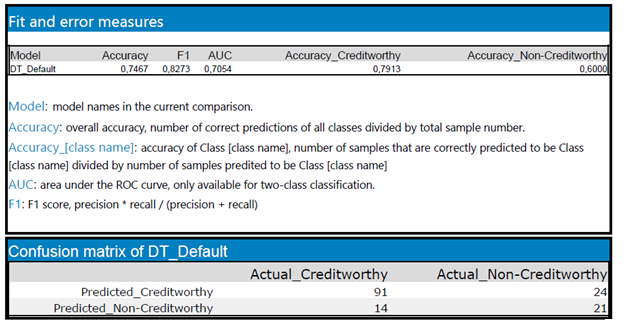 Fit and error measures
Model Accuracy F1 AUC Accuracy_Creditworthy Accuracy_Non-Creditworthy
DT_Default 0,7467 0,8273 0,7054 0,7913 0,6000
Model: model names in the current comparison.
Accuracy: overall accuracy, number of correct predictions of all classes divided by total sample number.
Accuracy_[class name]: accuracy of Class [class name], number of samples that are correctly predicted to be Class
[class name] divided by number of samples predited to be Class [class name]
AUC: area under the ROC curve, only available for two-class classification.
F1: F1 score, precision * recall / (precision + recall)
Confusion matrix of DT_Default
Actual_Creditworthy Actual_Non-Creditworthy
Predicted_Creditworthy 91 24
Predicted_Non-Creditworthy 14 21